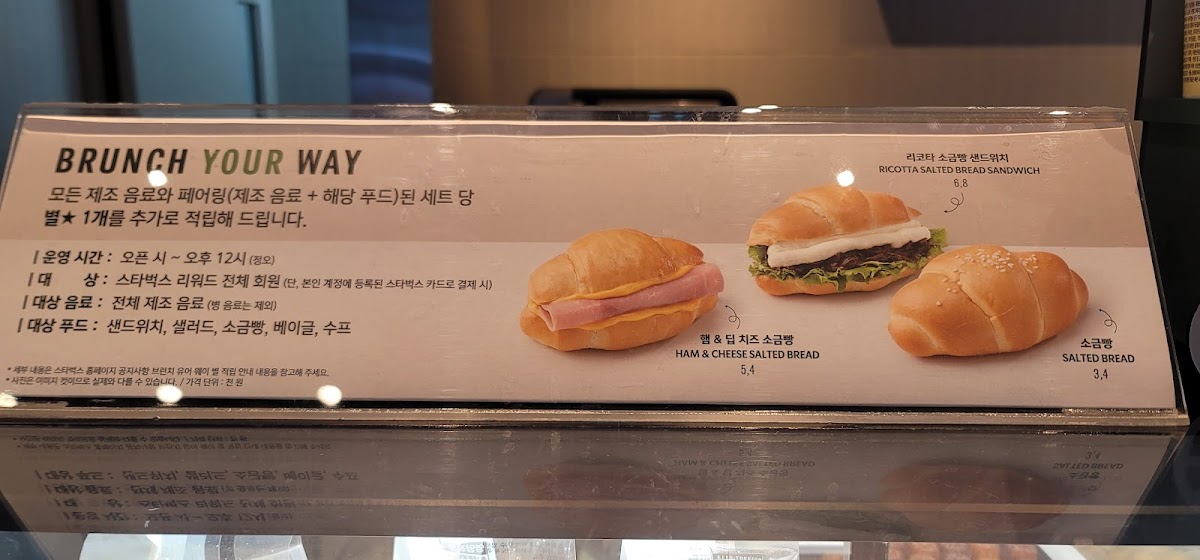 BRUNCH YOUR WAY
모든 제조 음료와 페어링(제조 음료 + 해당 푸드)된 세트 당
별★ 1개를 추가로 적립해 드립니다.
| 운영 시간 : 오픈 시 ~ 오후 12시 (정오)
| 대 상 : 스타벅스 리워드 전체 회원 (단, 본인 계정에 등록된 스타벅스 카드로 결제 시)
| 대상 음료 : 전체 제조 음료 (병 음료는 제외)
| 대상 푸드 : 샌드위치, 샐러드, 소금빵, 베이글, 수프
* 세부 내용은 스타벅스 홈페이지 공지사항 브런치 유어 웨이 별 적립 안내 내용을 참고해 주세요.
* 사진은 이미지 컷이므로 실제와 다를 수 있습니다. / 가격 단위 : 천 원
햄 & 딥 치즈 소금빵
HAM & CHEESE SALTED BREAD
5,4
리코타 소금빵 샌드위치
RICOTTA SALTED BREAD SANDWICH
6,8
소금빵
SALTED BREAD
3,4